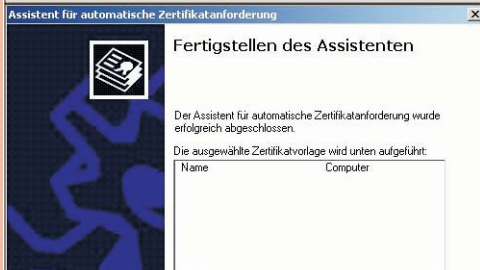 Assistent für automatische Zertifikatanforderung
Fertigstellen des Assistenten
Der Assistent für automatische Zertifikatanforderung wurde
erfolgreich abgeschlossen.
Die ausgewählte Zertifikatvorlage wird unten aufgeführt:
Name Computer